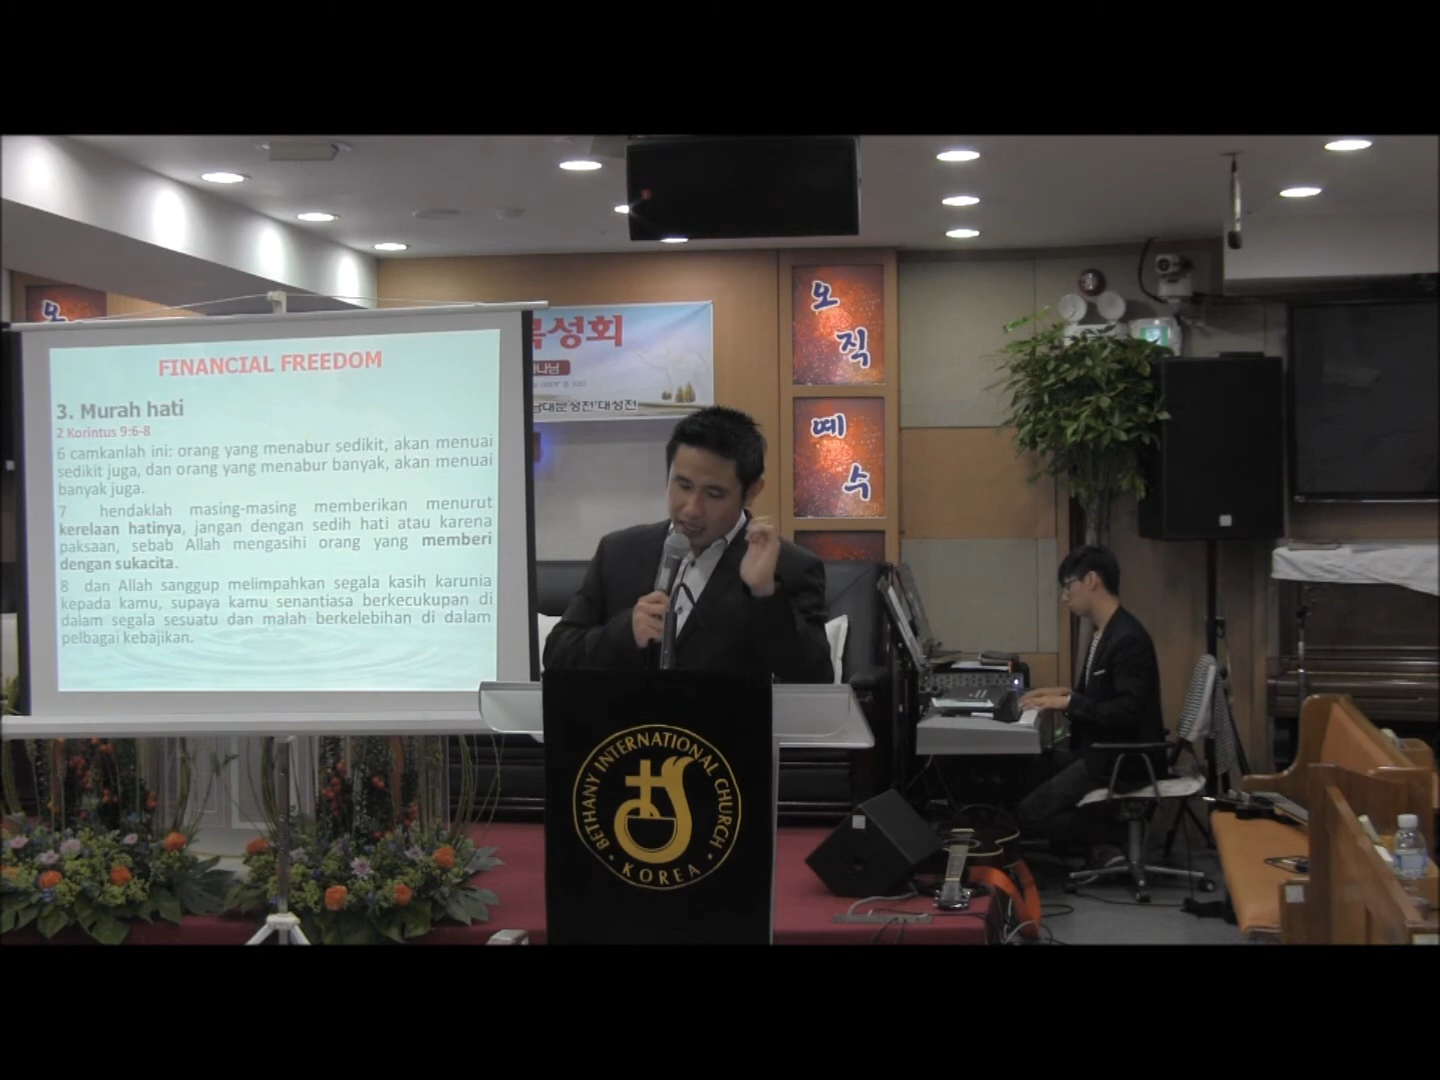 FINANCIAL FREEDOM
3. Murah hati
2 Korintus 9:6-8
6 camkanlah ini: orang yang menabur sedikit, akan menuai
sedikit juga, dan orang yang menabur banyak, akan menuai
banyak juga.
7 hendaklah masing-masing memberikan menurut
kerelaan hatinya, jangan dengan sedih hati atau karena
paksaan, sebab Allah mengasihi orang yang memberi
dengan sukacita.
8 dan Allah sanggup melimpahkan segala kasih karunia
kepada kamu, supaya kamu senantiasa berkecukupan di
dalam segala sesuatu dan malah berkelebihan di dalam
pelbagai kebajikan.
성회
대성전
오
오
직
예
수
BETHANY INTERNATIONAL CHURCH
• KOREA •